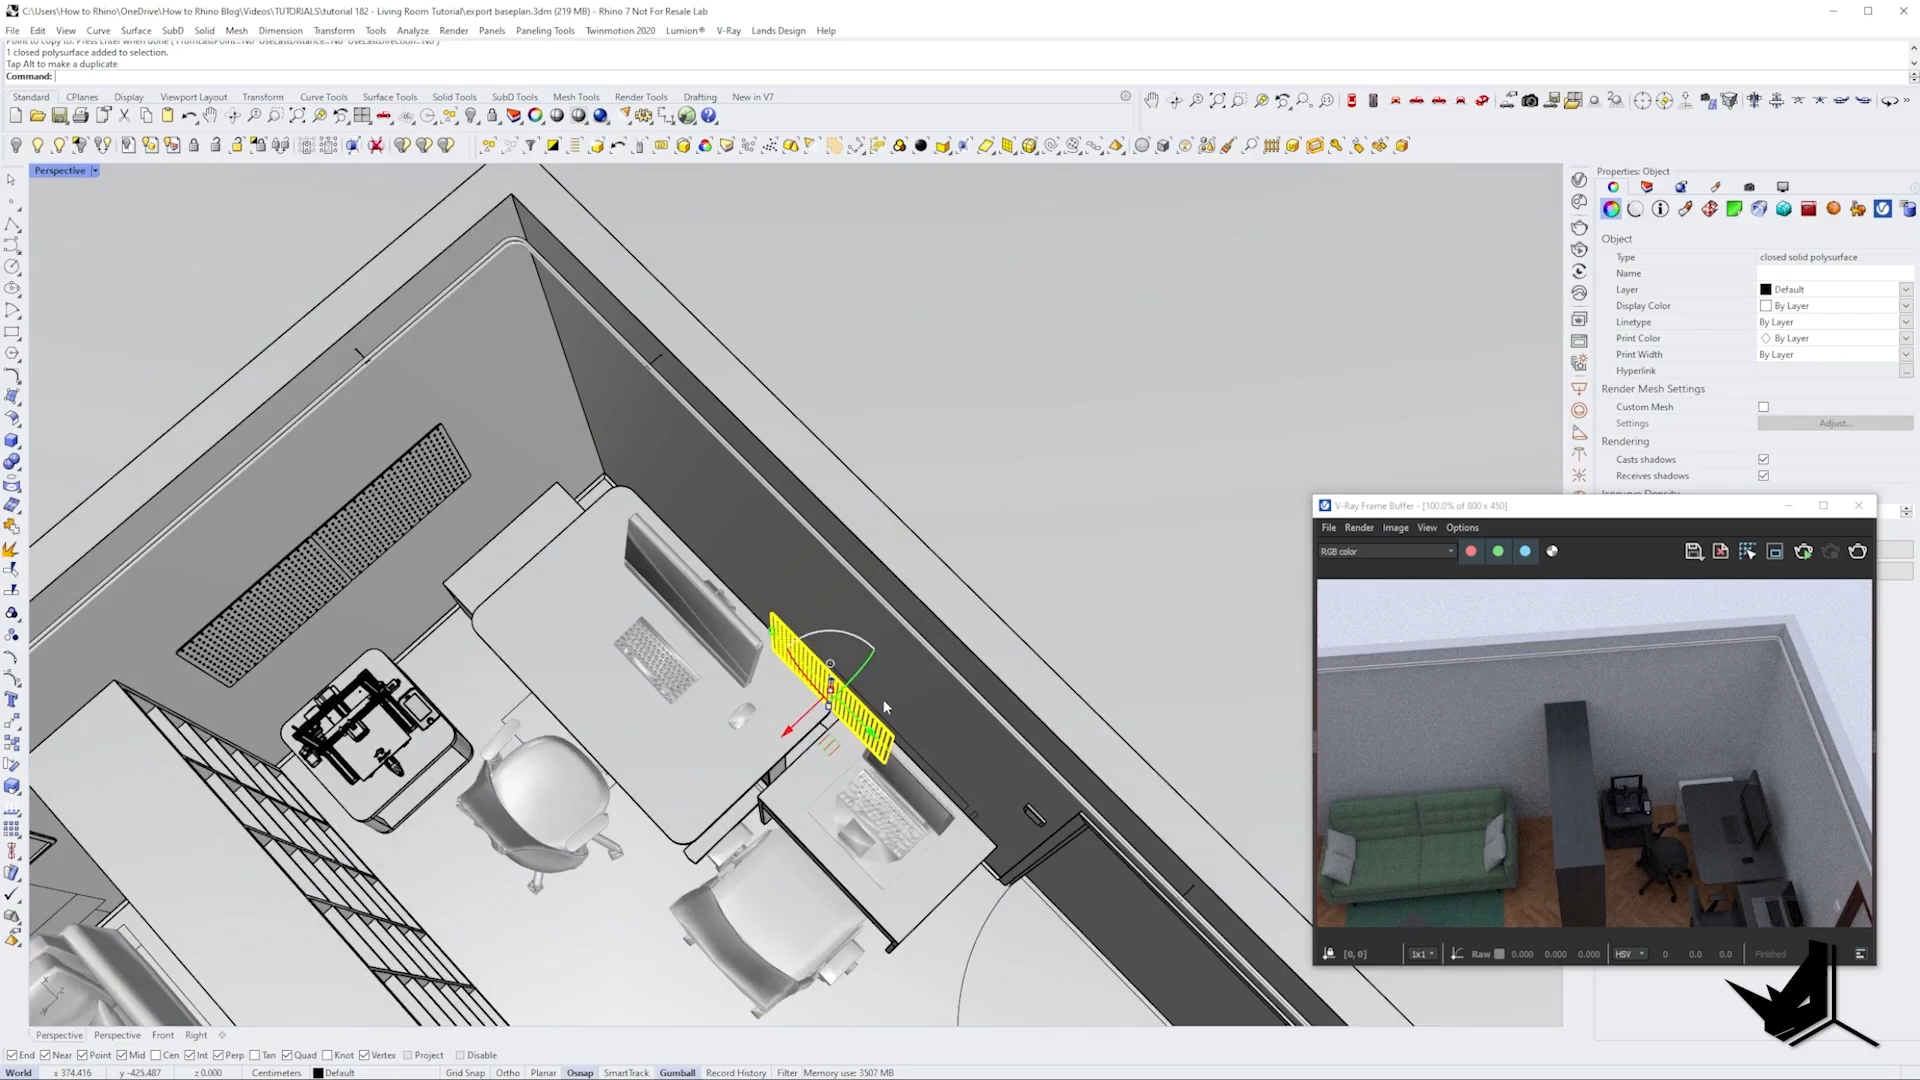 C:\Users\How to Rhino\OneDrive\How to Rhino Blog\Videos\TUTORIALS\tutorial 182 - Living Room Tutorial\export baseplan.3dm (219 MB) - Rhino 7 Not For Resale Lab
File Edit View Curve Surface SubD Solid Mesh Dimension Transform Tools Analyze Render Panels Paneling Tools Twinmotion 2020 Lumion® V-Ray Lands Design Help
1 closed polysurface added to selection.
Tap Alt to make a duplicate
Command:
Standard CPlanes Display Viewport Layout Transform Curve Tools Surface Tools Solid Tools SubD Tools Mesh Tools Render Tools Drafting New in V7
Perspective
Properties: Object
Object
Type closed solid polysurface
Name
Layer Default
Display Color By Layer
Linetype By Layer
Print Color By Layer
Print Width By Layer
Hyperlink ...
Render Mesh Settings
Custom Mesh
Settings Adjust...
Rendering
Casts shadows
Receives shadows
V-Ray Frame Buffer - [100.0% of 800 x 450]
File Render Image View Options
RGB color
[0, 0] 1x1 Raw 0.000 0.000 0.000 HSV 0 0.0 0.0 Finished
Perspective Perspective Front Right
End Near Point Mid Cen Int Perp Tan Quad Knot Vertex Project Disable
World x 374.416 y -425.487 z 0.000 Centimeters Default Grid Snap Ortho Planar Osnap SmartTrack Gumball Record History Filter Memory use: 3507 MB